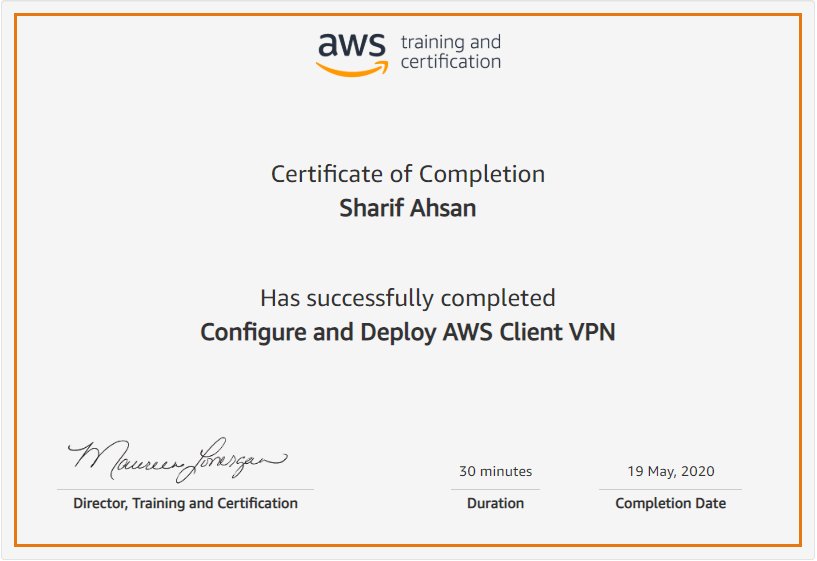 aws training and
certification
Certificate of Completion
Sharif Ahsan
Has successfully completed
Configure and Deploy AWS Client VPN
Maureen Lonergan
30 minutes
19 May, 2020
Director, Training and Certification
Duration
Completion Date